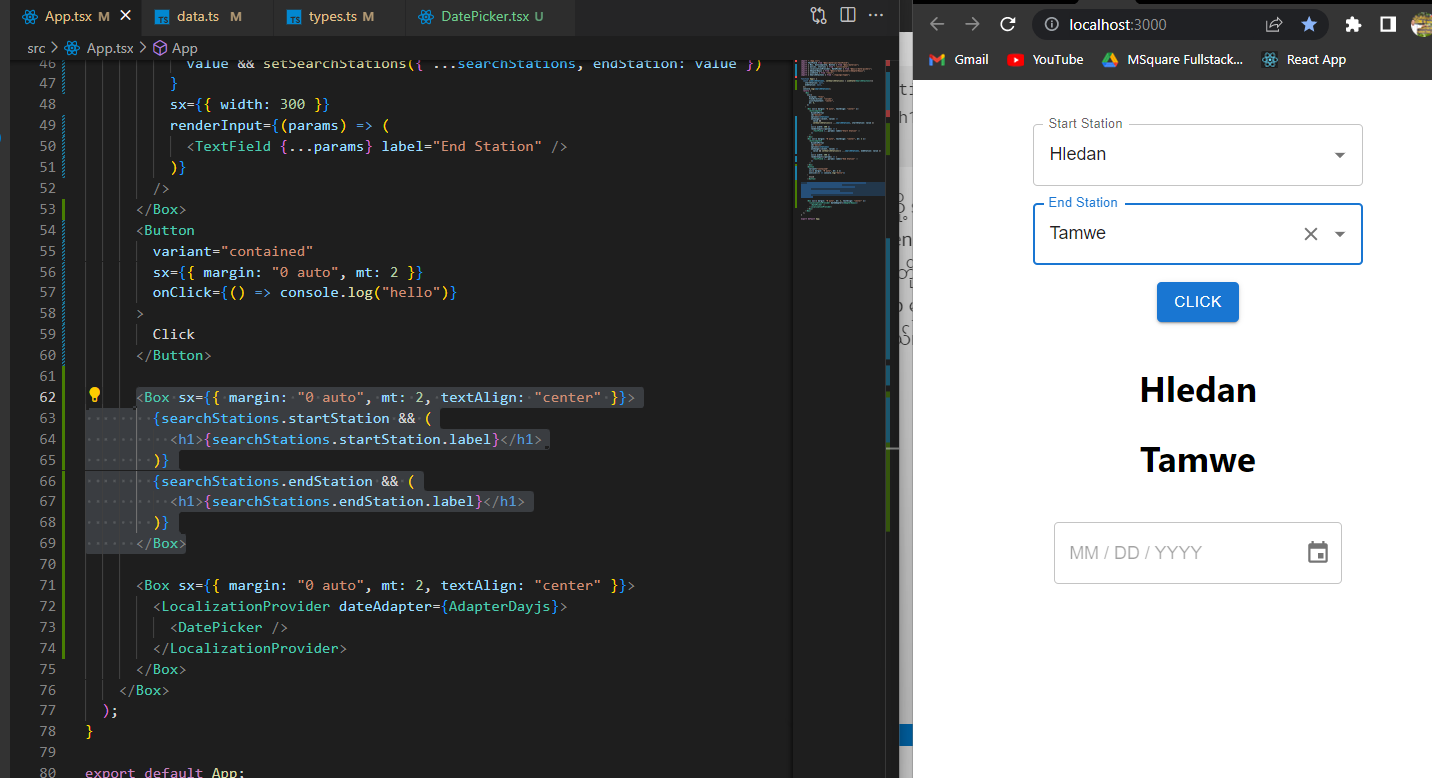 App.tsx M
data.ts M
types.ts M
DatePicker.tsx U
src > App.tsx > App
46 value && setSearchStations({ ...searchStations, endStation: value })
47 }
48 sx={{ width: 300 }}
49 renderInput={(params) => (
50 <TextField {...params} label="End Station" />
51 )}
52 />
53 </Box>
54 <Button
55 variant="contained"
56 sx={{ margin: "0 auto", mt: 2 }}
57 onClick={() => console.log("hello")}
58 >
59 Click
60 </Button>
61
62 <Box sx={{ margin: "0 auto", mt: 2, textAlign: "center" }}>
63 {searchStations.startStation && (
64 <h1>{searchStations.startStation.label}</h1>
65 )}
66 {searchStations.endStation && (
67 <h1>{searchStations.endStation.label}</h1>
68 )}
69 </Box>
70
71 <Box sx={{ margin: "0 auto", mt: 2, textAlign: "center" }}>
72 <LocalizationProvider dateAdapter={AdapterDayjs}>
73 <DatePicker />
74 </LocalizationProvider>
75 </Box>
76 </Box>
77 );
78 }
79
80 export default App;
localhost:3000
Gmail
YouTube
MSquare Fullstack...
React App
Start Station
Hledan
End Station
Tamwe
CLICK
Hledan
Tamwe
MM / DD / YYYY